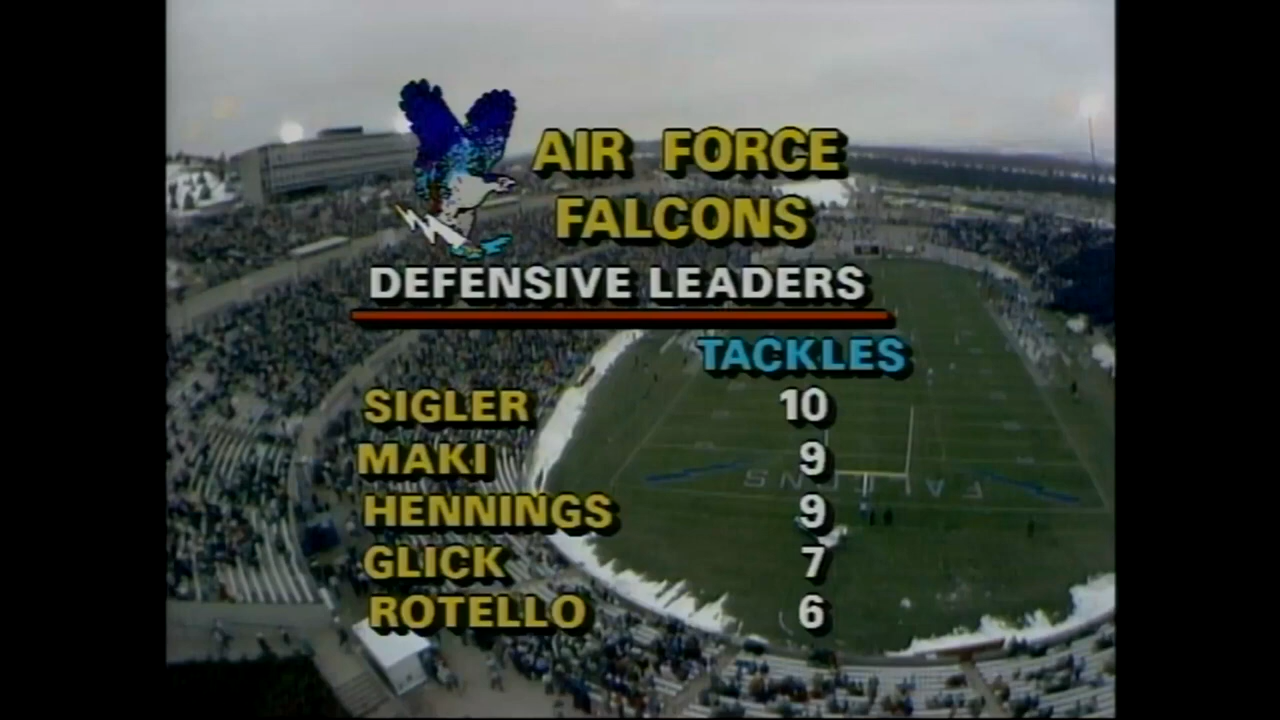 AIR FORCE
FALCONS
DEFENSIVE LEADERS
TACKLES
SIGLER 10
MAKI 9
HENNINGS 9
GLICK 7
ROTELLO 6